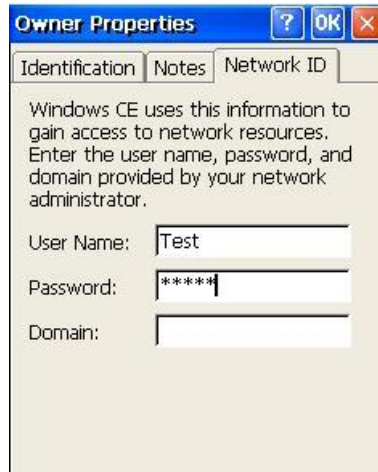 Owner Properties ? OK ×
Identification Notes Network ID
Windows CE uses this information to
gain access to network resources.
Enter the user name, password, and
domain provided by your network
administrator.
User Name: Test
Password: *****
Domain: